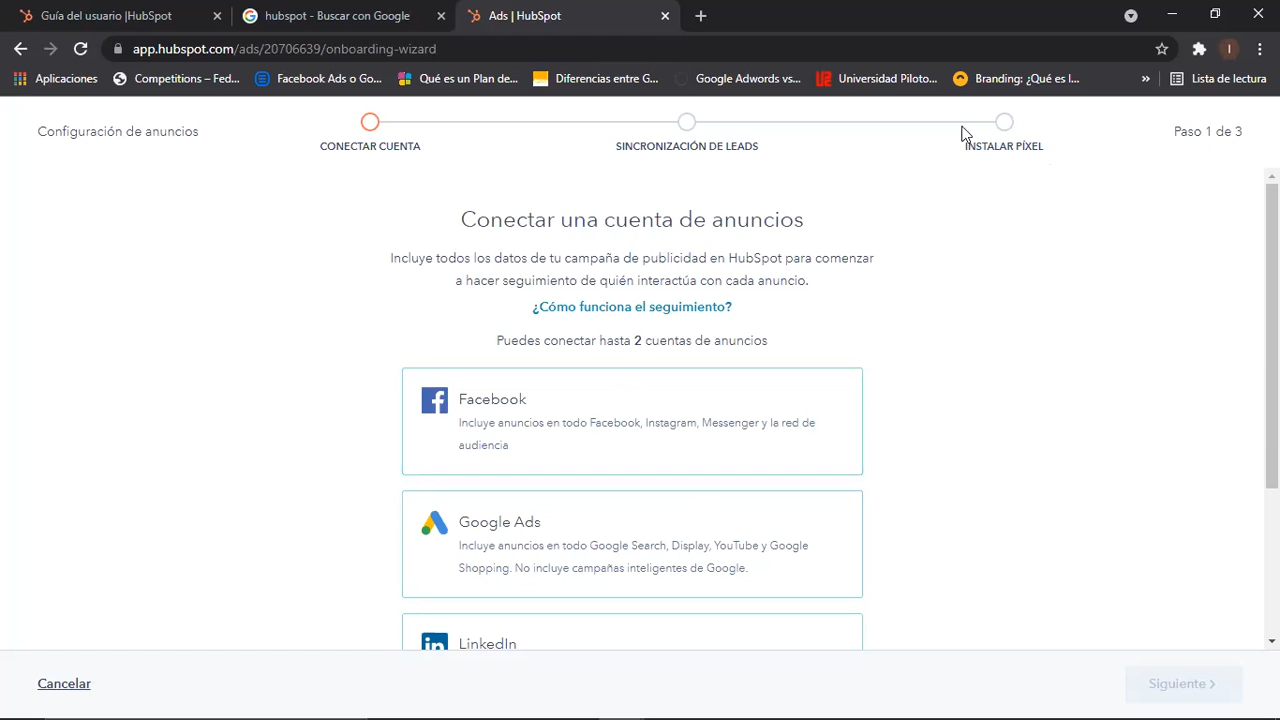 Guía del usuario |HubSpot
hubspot - Buscar con Google
Ads | HubSpot
app.hubspot.com/ads/20706639/onboarding-wizard
I
Aplicaciones
Competitions – Fed...
Facebook Ads o Go...
Qué es un Plan de...
Diferencias entre G...
Google Adwords vs...
Universidad Piloto...
Branding: ¿Qué es l...
»
Lista de lectura
Configuración de anuncios
CONECTAR CUENTA
SINCRONIZACIÓN DE LEADS
INSTALAR PÍXEL
Paso 1 de 3
Conectar una cuenta de anuncios
Incluye todos los datos de tu campaña de publicidad en HubSpot para comenzar
a hacer seguimiento de quién interactúa con cada anuncio.
¿Cómo funciona el seguimiento?
Puedes conectar hasta 2 cuentas de anuncios
Facebook
Incluye anuncios en todo Facebook, Instagram, Messenger y la red de
audiencia
Google Ads
Incluye anuncios en todo Google Search, Display, YouTube y Google
Shopping. No incluye campañas inteligentes de Google.
LinkedIn
Cancelar
Siguiente >